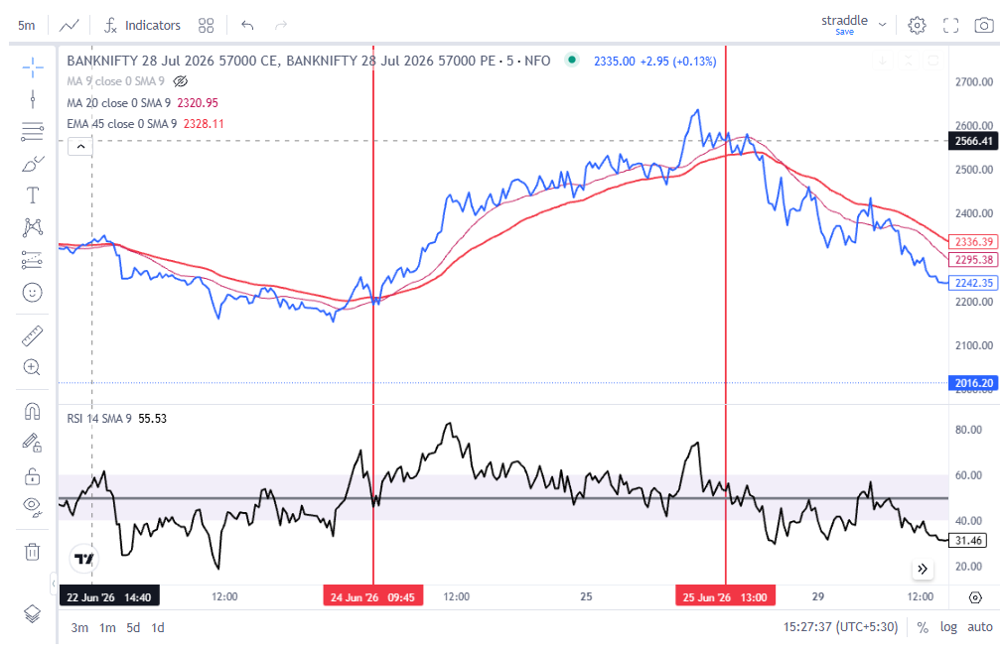 5m Indicators straddle
Save
BANKNIFTY 28 Jul 2026 57000 CE, BANKNIFTY 28 Jul 2026 57000 PE · 5 · NFO 2335.00 +2.95 (+0.13%)
MA 9 close 0 SMA 9
MA 20 close 0 SMA 9 2320.95
EMA 45 close 0 SMA 9 2328.11
2700.00
2600.00
2566.41
2500.00
2400.00
2336.39
2295.38
2242.35
2200.00
2100.00
2016.20
RSI 14 SMA 9 55.53
80.00
60.00
40.00
31.46
20.00
22 Jun '26 14:40 12:00 24 Jun '26 09:45 12:00 25 25 Jun '26 13:00 29 12:00
3m 1m 5d 1d 15:27:37 (UTC+5:30) % log auto